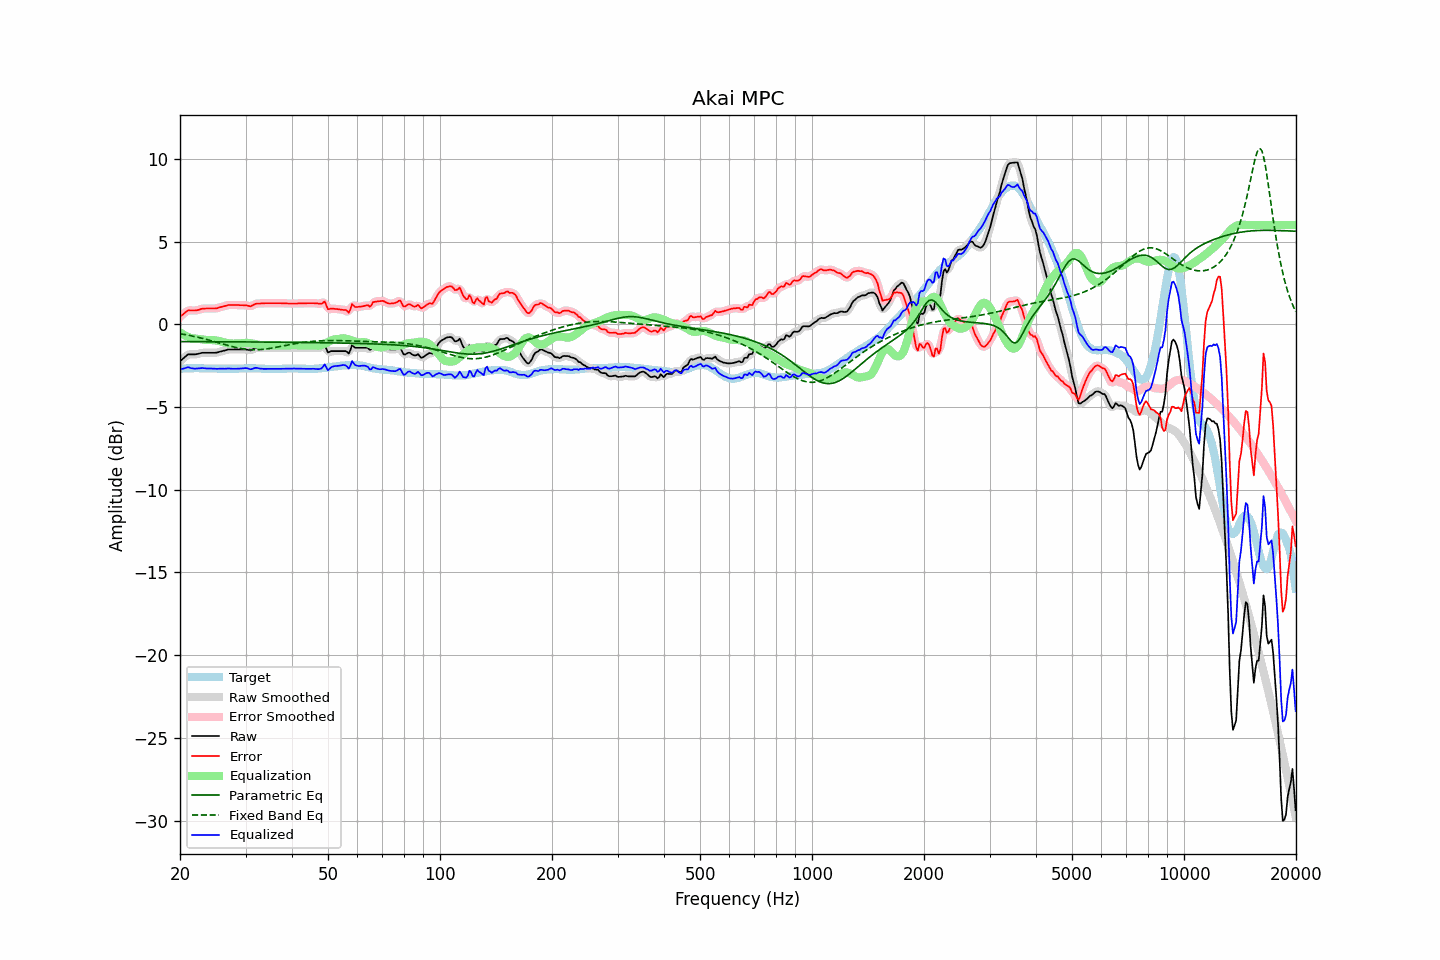 Akai MPC
Amplitude (dBr)
10
5
0
−5
−10
−15
−20
−25
−30
Target
Raw Smoothed
Error Smoothed
Raw
Error
Equalization
Parametric Eq
Fixed Band Eq
Equalized
20 50 100 200 500 1000 2000 5000 10000 20000
Frequency (Hz)